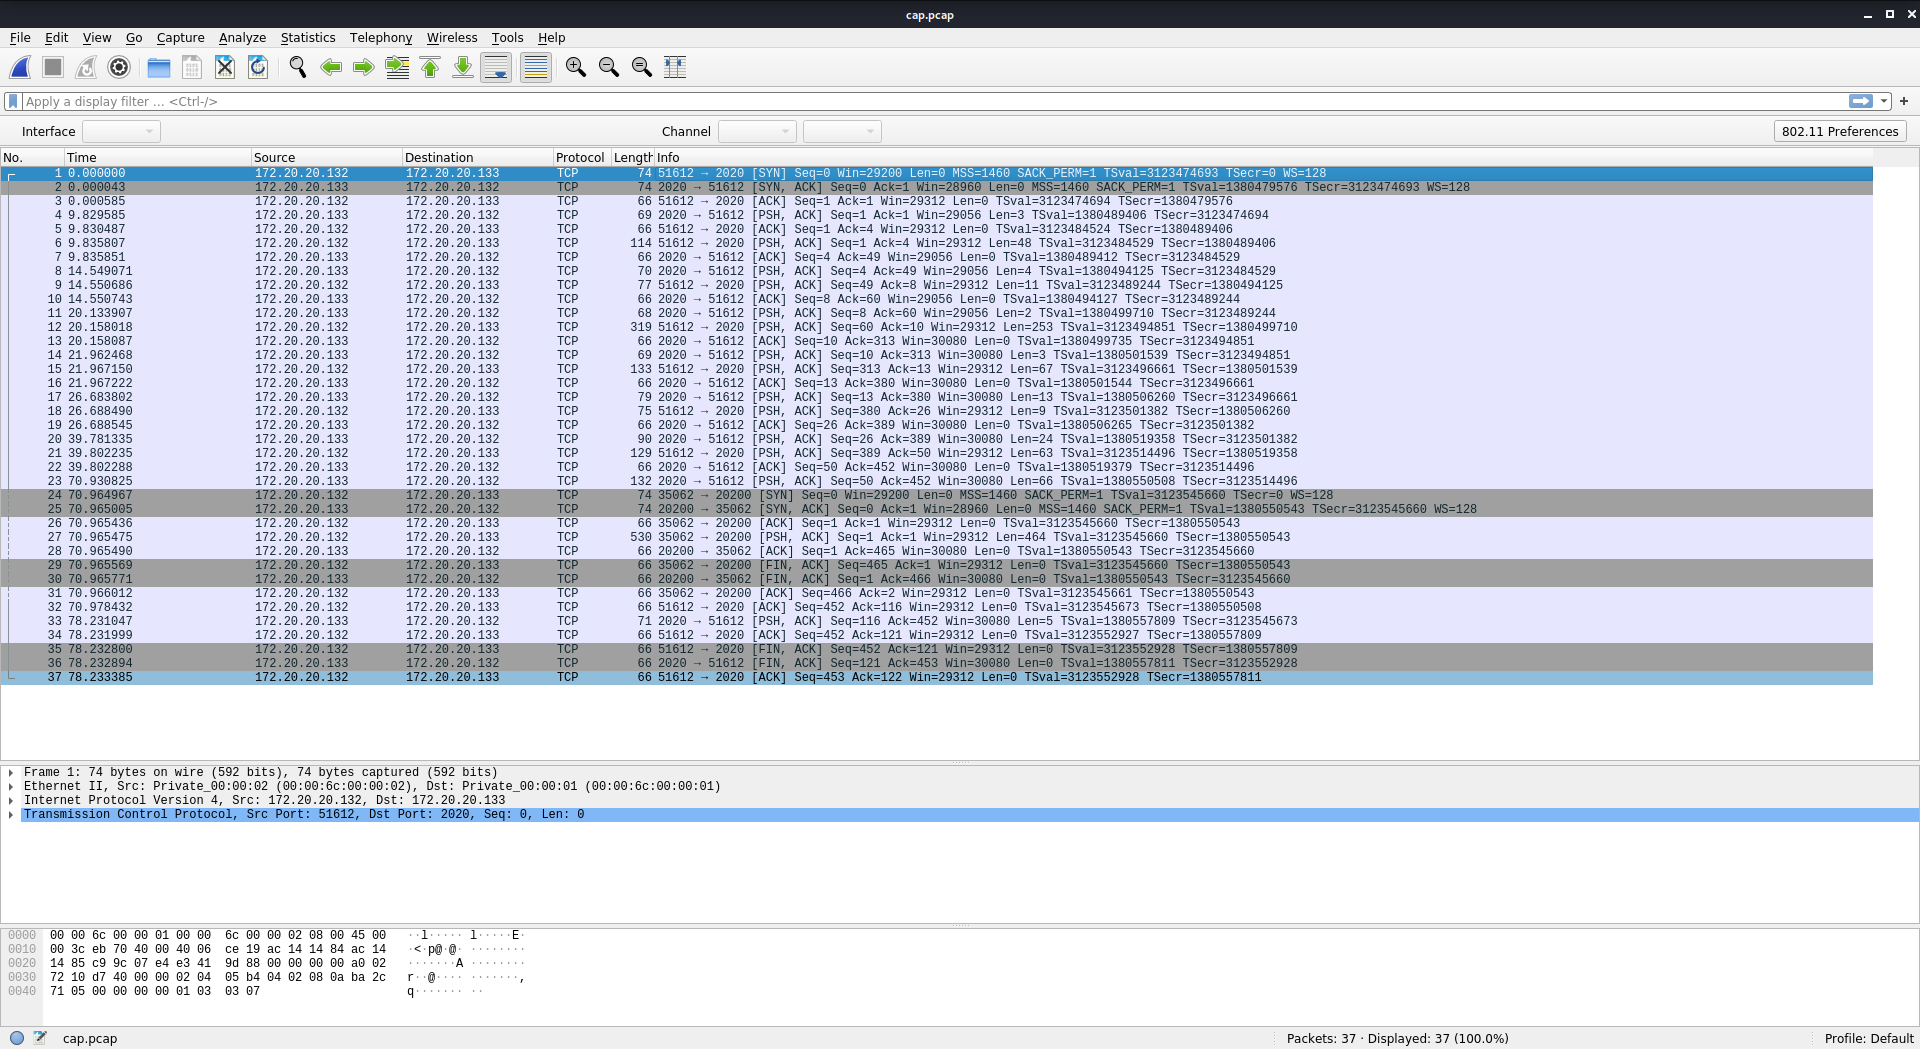 cap.pcap
File Edit View Go Capture Analyze Statistics Telephony Wireless Tools Help
Apply a display filter ... <Ctrl-/>
Interface Channel 802.11 Preferences
No. Time Source Destination Protocol Length Info
1 0.000000 172.20.20.132 172.20.20.133 TCP 74 51612 → 2020 [SYN] Seq=0 Win=29200 Len=0 MSS=1460 SACK_PERM=1 TSval=3123474693 TSecr=0 WS=128
2 0.000043 172.20.20.133 172.20.20.132 TCP 74 2020 → 51612 [SYN, ACK] Seq=0 Ack=1 Win=28960 Len=0 MSS=1460 SACK_PERM=1 TSval=1380479576 TSecr=3123474693 WS=128
3 0.000585 172.20.20.132 172.20.20.133 TCP 66 51612 → 2020 [ACK] Seq=1 Ack=1 Win=29312 Len=0 TSval=3123474694 TSecr=1380479576
4 9.829585 172.20.20.133 172.20.20.132 TCP 69 2020 → 51612 [PSH, ACK] Seq=1 Ack=1 Win=29056 Len=3 TSval=1380489406 TSecr=3123474694
5 9.830487 172.20.20.132 172.20.20.133 TCP 66 51612 → 2020 [ACK] Seq=1 Ack=4 Win=29312 Len=0 TSval=3123484524 TSecr=1380489406
6 9.835807 172.20.20.132 172.20.20.133 TCP 114 51612 → 2020 [PSH, ACK] Seq=1 Ack=4 Win=29312 Len=48 TSval=3123484529 TSecr=1380489406
7 9.835851 172.20.20.133 172.20.20.132 TCP 66 2020 → 51612 [ACK] Seq=4 Ack=49 Win=29056 Len=0 TSval=1380489412 TSecr=3123484529
8 14.549071 172.20.20.133 172.20.20.132 TCP 70 2020 → 51612 [PSH, ACK] Seq=4 Ack=49 Win=29056 Len=4 TSval=1380494125 TSecr=3123484529
9 14.550686 172.20.20.132 172.20.20.133 TCP 77 51612 → 2020 [PSH, ACK] Seq=49 Ack=8 Win=29312 Len=11 TSval=3123489244 TSecr=1380494125
10 14.550743 172.20.20.133 172.20.20.132 TCP 66 2020 → 51612 [ACK] Seq=8 Ack=60 Win=29056 Len=0 TSval=1380494127 TSecr=3123489244
11 20.133907 172.20.20.133 172.20.20.132 TCP 68 2020 → 51612 [PSH, ACK] Seq=8 Ack=60 Win=29056 Len=2 TSval=1380499710 TSecr=3123489244
12 20.158018 172.20.20.132 172.20.20.133 TCP 319 51612 → 2020 [PSH, ACK] Seq=60 Ack=10 Win=29312 Len=253 TSval=3123494851 TSecr=1380499710
13 20.158087 172.20.20.133 172.20.20.132 TCP 66 2020 → 51612 [ACK] Seq=10 Ack=313 Win=30080 Len=0 TSval=1380499735 TSecr=3123494851
14 21.962468 172.20.20.133 172.20.20.132 TCP 69 2020 → 51612 [PSH, ACK] Seq=10 Ack=313 Win=30080 Len=3 TSval=1380501539 TSecr=3123494851
15 21.967150 172.20.20.132 172.20.20.133 TCP 133 51612 → 2020 [PSH, ACK] Seq=313 Ack=13 Win=29312 Len=67 TSval=3123496661 TSecr=1380501539
16 21.967222 172.20.20.133 172.20.20.132 TCP 66 2020 → 51612 [ACK] Seq=13 Ack=380 Win=30080 Len=0 TSval=1380501544 TSecr=3123496661
17 26.683802 172.20.20.133 172.20.20.132 TCP 79 2020 → 51612 [PSH, ACK] Seq=13 Ack=380 Win=30080 Len=13 TSval=1380506260 TSecr=3123496661
18 26.688490 172.20.20.132 172.20.20.133 TCP 75 51612 → 2020 [PSH, ACK] Seq=380 Ack=26 Win=29312 Len=9 TSval=3123501382 TSecr=1380506260
19 26.688545 172.20.20.133 172.20.20.132 TCP 66 2020 → 51612 [ACK] Seq=26 Ack=389 Win=30080 Len=0 TSval=1380506265 TSecr=3123501382
20 39.781335 172.20.20.133 172.20.20.132 TCP 90 2020 → 51612 [PSH, ACK] Seq=26 Ack=389 Win=30080 Len=24 TSval=1380519358 TSecr=3123501382
21 39.802235 172.20.20.132 172.20.20.133 TCP 129 51612 → 2020 [PSH, ACK] Seq=389 Ack=50 Win=29312 Len=63 TSval=3123514496 TSecr=1380519358
22 39.802288 172.20.20.133 172.20.20.132 TCP 66 2020 → 51612 [ACK] Seq=50 Ack=452 Win=30080 Len=0 TSval=1380519379 TSecr=3123514496
23 70.930825 172.20.20.133 172.20.20.132 TCP 132 2020 → 51612 [PSH, ACK] Seq=50 Ack=452 Win=30080 Len=66 TSval=1380550508 TSecr=3123514496
24 70.964967 172.20.20.132 172.20.20.133 TCP 74 35062 → 20200 [SYN] Seq=0 Win=29200 Len=0 MSS=1460 SACK_PERM=1 TSval=3123545660 TSecr=0 WS=128
25 70.965005 172.20.20.133 172.20.20.132 TCP 74 20200 → 35062 [SYN, ACK] Seq=0 Ack=1 Win=28960 Len=0 MSS=1460 SACK_PERM=1 TSval=1380550543 TSecr=3123545660 WS=128
26 70.965436 172.20.20.132 172.20.20.133 TCP 66 35062 → 20200 [ACK] Seq=1 Ack=1 Win=29312 Len=0 TSval=3123545660 TSecr=1380550543
27 70.965475 172.20.20.132 172.20.20.133 TCP 530 35062 → 20200 [PSH, ACK] Seq=1 Ack=1 Win=29312 Len=464 TSval=3123545660 TSecr=1380550543
28 70.965490 172.20.20.133 172.20.20.132 TCP 66 20200 → 35062 [ACK] Seq=1 Ack=465 Win=30080 Len=0 TSval=1380550543 TSecr=3123545660
29 70.965569 172.20.20.132 172.20.20.133 TCP 66 35062 → 20200 [FIN, ACK] Seq=465 Ack=1 Win=29312 Len=0 TSval=3123545660 TSecr=1380550543
30 70.965771 172.20.20.133 172.20.20.132 TCP 66 20200 → 35062 [FIN, ACK] Seq=1 Ack=466 Win=30080 Len=0 TSval=1380550543 TSecr=3123545660
31 70.966012 172.20.20.132 172.20.20.133 TCP 66 35062 → 20200 [ACK] Seq=466 Ack=2 Win=29312 Len=0 TSval=3123545661 TSecr=1380550543
32 70.978432 172.20.20.132 172.20.20.133 TCP 66 51612 → 2020 [ACK] Seq=452 Ack=116 Win=29312 Len=0 TSval=3123545673 TSecr=1380550508
33 78.231047 172.20.20.133 172.20.20.132 TCP 71 2020 → 51612 [PSH, ACK] Seq=116 Ack=452 Win=30080 Len=5 TSval=1380557809 TSecr=3123545673
34 78.231999 172.20.20.132 172.20.20.133 TCP 66 51612 → 2020 [ACK] Seq=452 Ack=121 Win=29312 Len=0 TSval=3123552927 TSecr=1380557809
35 78.232800 172.20.20.132 172.20.20.133 TCP 66 51612 → 2020 [FIN, ACK] Seq=452 Ack=121 Win=29312 Len=0 TSval=3123552928 TSecr=1380557809
36 78.232894 172.20.20.133 172.20.20.132 TCP 66 2020 → 51612 [FIN, ACK] Seq=121 Ack=453 Win=30080 Len=0 TSval=1380557811 TSecr=3123552928
37 78.233385 172.20.20.132 172.20.20.133 TCP 66 51612 → 2020 [ACK] Seq=453 Ack=122 Win=29312 Len=0 TSval=3123552928 TSecr=1380557811
Frame 1: 74 bytes on wire (592 bits), 74 bytes captured (592 bits)
Ethernet II, Src: Private_00:00:02 (00:00:6c:00:00:02), Dst: Private_00:00:01 (00:00:6c:00:00:01)
Internet Protocol Version 4, Src: 172.20.20.132, Dst: 172.20.20.133
Transmission Control Protocol, Src Port: 51612, Dst Port: 2020, Seq: 0, Len: 0
0000 00 00 6c 00 00 01 00 00 6c 00 00 02 08 00 45 00 ··l····· l·····E·
0010 00 3c eb 70 40 00 40 06 ce 19 ac 14 14 84 ac 14 ·<·p@·@· ········
0020 14 85 c9 9c 07 e4 e3 41 9d 88 00 00 00 00 a0 02 ·······A ········
0030 72 10 d7 40 00 00 02 04 05 b4 04 02 08 0a ba 2c r··@···· ·······,
0040 71 05 00 00 00 00 01 03 03 07 q······· ··
cap.pcap Packets: 37 · Displayed: 37 (100.0%) Profile: Default